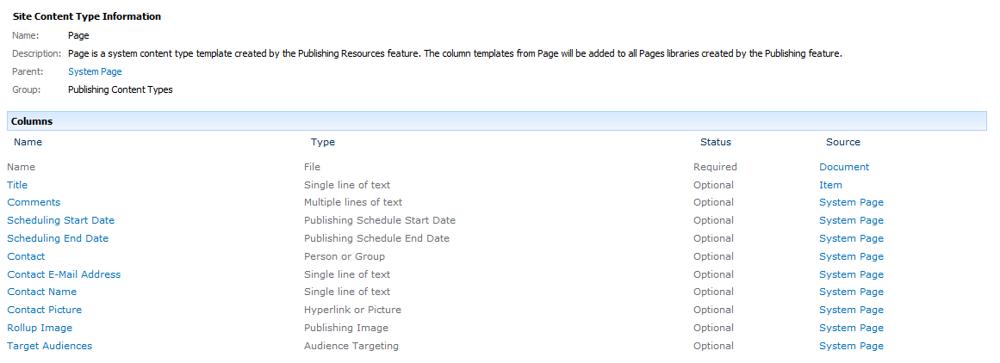 Site Content Type Information
Name: Page
Description: Page is a system content type template created by the Publishing Resources feature. The column templates from Page will be added to all Pages libraries created by the Publishing feature.
Parent: System Page
Group: Publishing Content Types
Columns
Name Type Status Source
Name File Required Document
Title Single line of text Optional Item
Comments Multiple lines of text Optional System Page
Scheduling Start Date Publishing Schedule Start Date Optional System Page
Scheduling End Date Publishing Schedule End Date Optional System Page
Contact Person or Group Optional System Page
Contact E-Mail Address Single line of text Optional System Page
Contact Name Single line of text Optional System Page
Contact Picture Hyperlink or Picture Optional System Page
Rollup Image Publishing Image Optional System Page
Target Audiences Audience Targeting Optional System Page